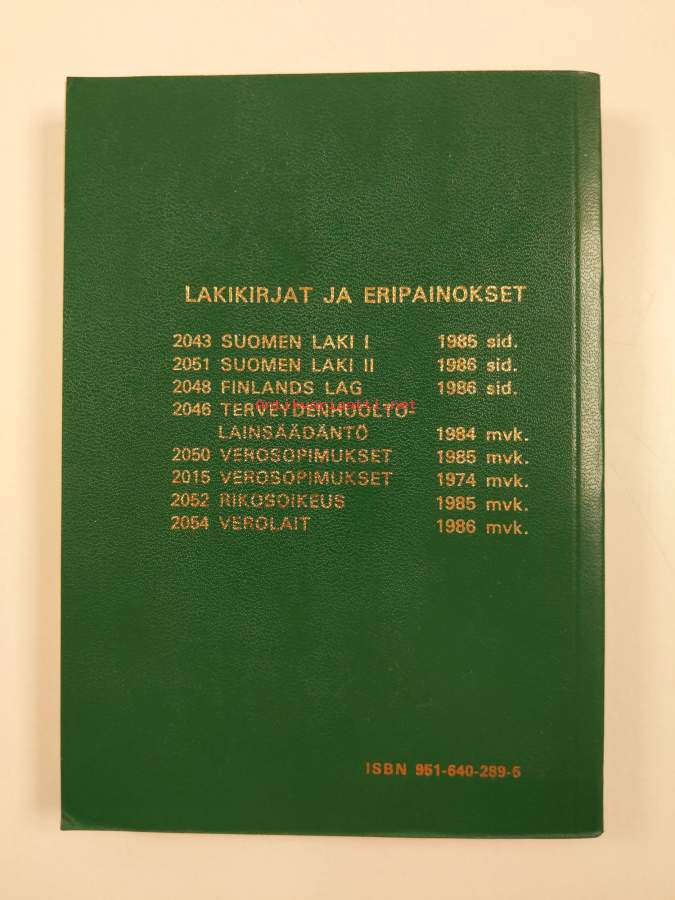 LAKIKIRJAT JA ERIPAINOKSET
2043 SUOMEN LAKI I 1985 sid.
2051 SUOMEN LAKI II 1986 sid.
2048 FINLANDS LAG 1986 sid.
2046 TERVEYDENHUOLTO-
LAINSÄÄDÄNTÖ 1984 mvk.
2050 VEROSOPIMUKSET 1985 mvk.
2015 VEROSOPIMUKSET 1974 mvk.
2052 RIKOSOIKEUS 1985 mvk.
2054 VEROLAIT 1986 mvk.
ISBN 951-640-289-5